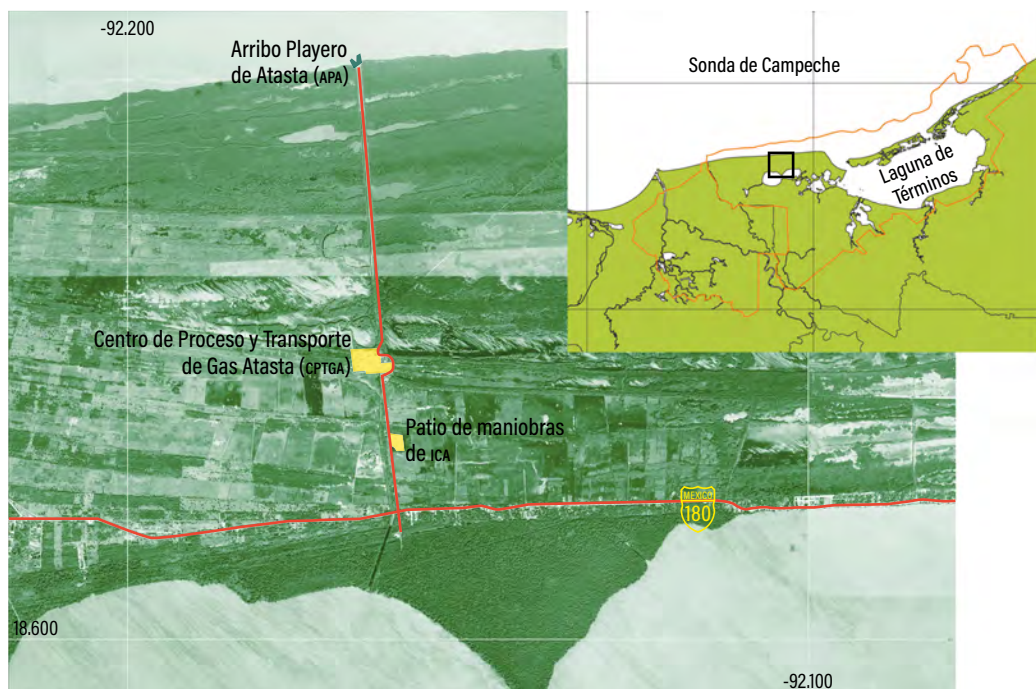 -92.200
Arribo Playero
de Atasta (APA)
Sonda de Campeche
Laguna de
Términos
Centro de Proceso y Transporte
de Gas Atasta (CPTGA)
Patio de maniobras
de ICA
MEXICO
180
18.600
-92.100